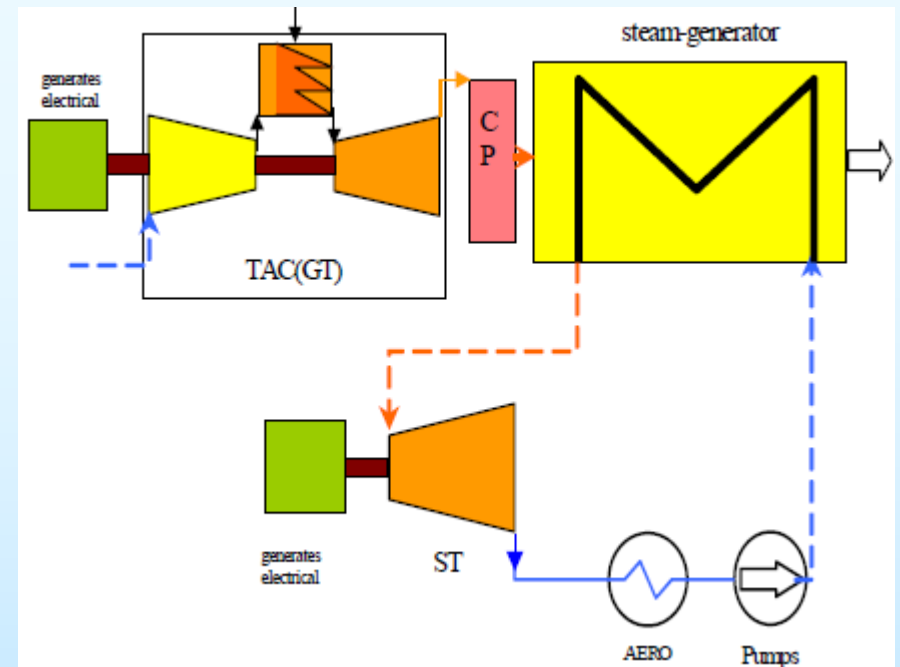 steam-generator
generates
electrical
C
P
TAC(GT)
generates
electrical
ST
AERO
Pumps